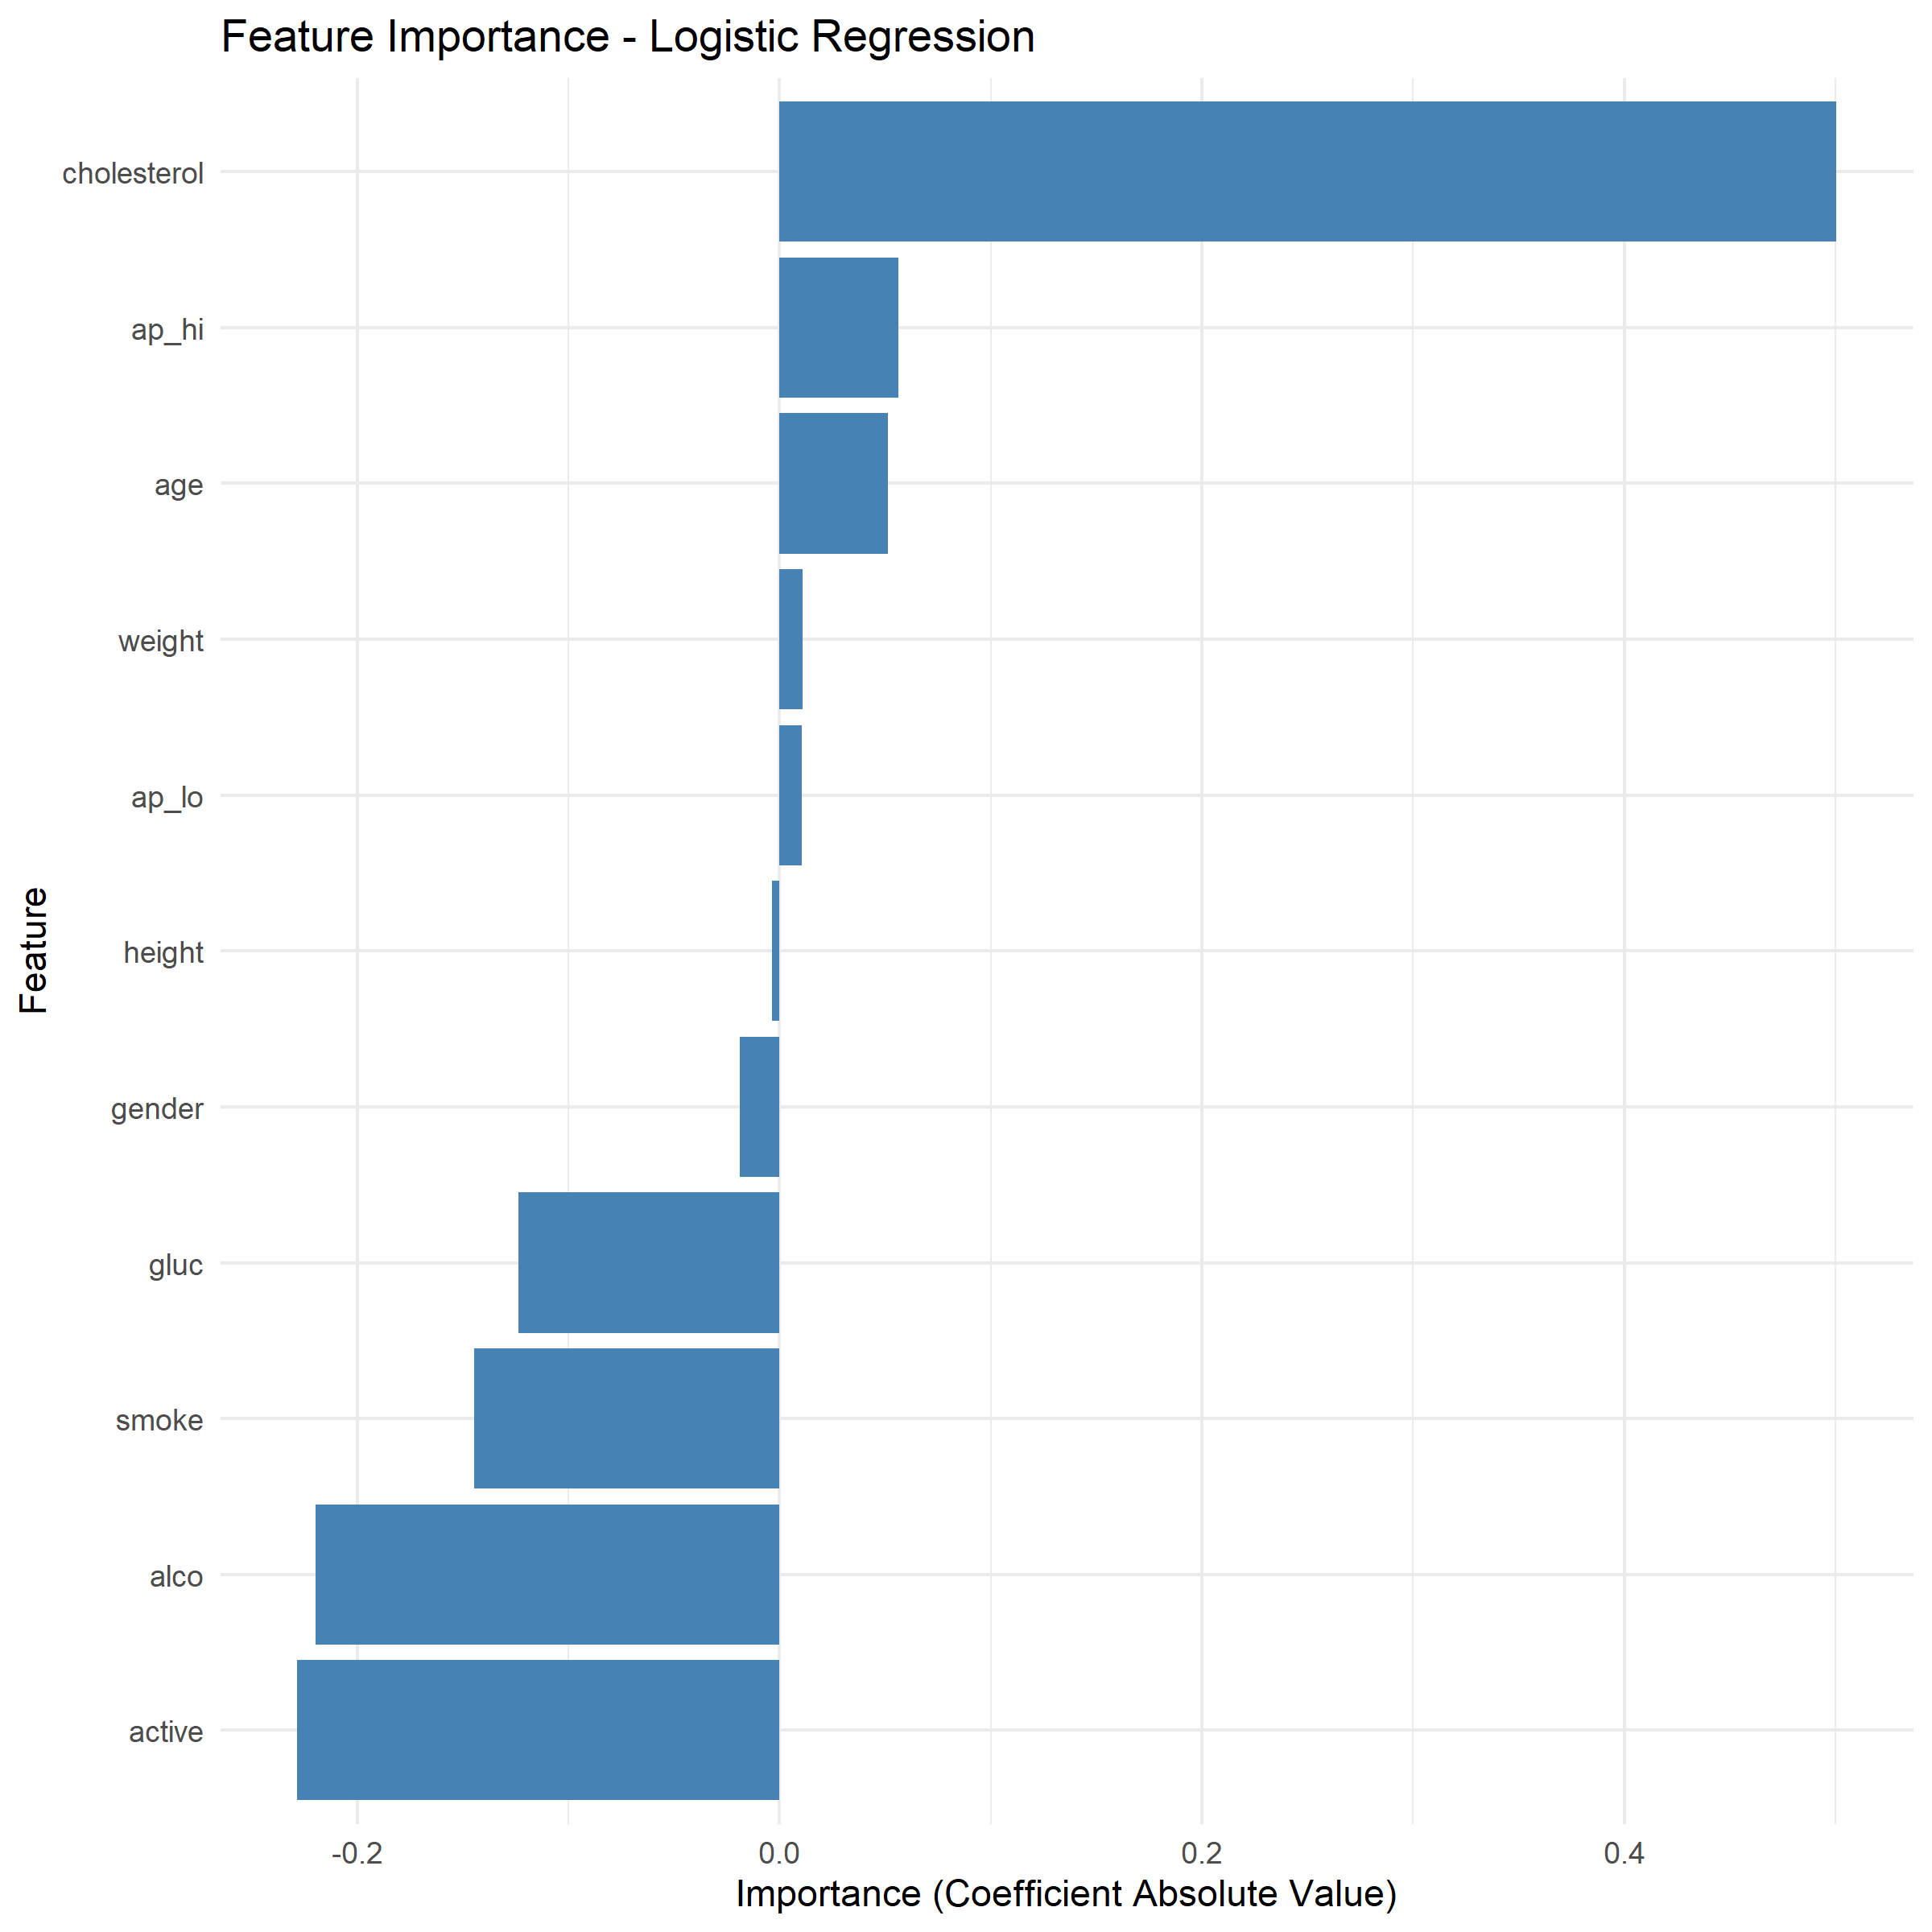 Feature Importance - Logistic Regression
cholesterol
ap_hi
age
weight
ap_lo
height
gender
gluc
smoke
alco
active
Feature
-0.2
0.0
0.2
0.4
Importance (Coefficient Absolute Value)